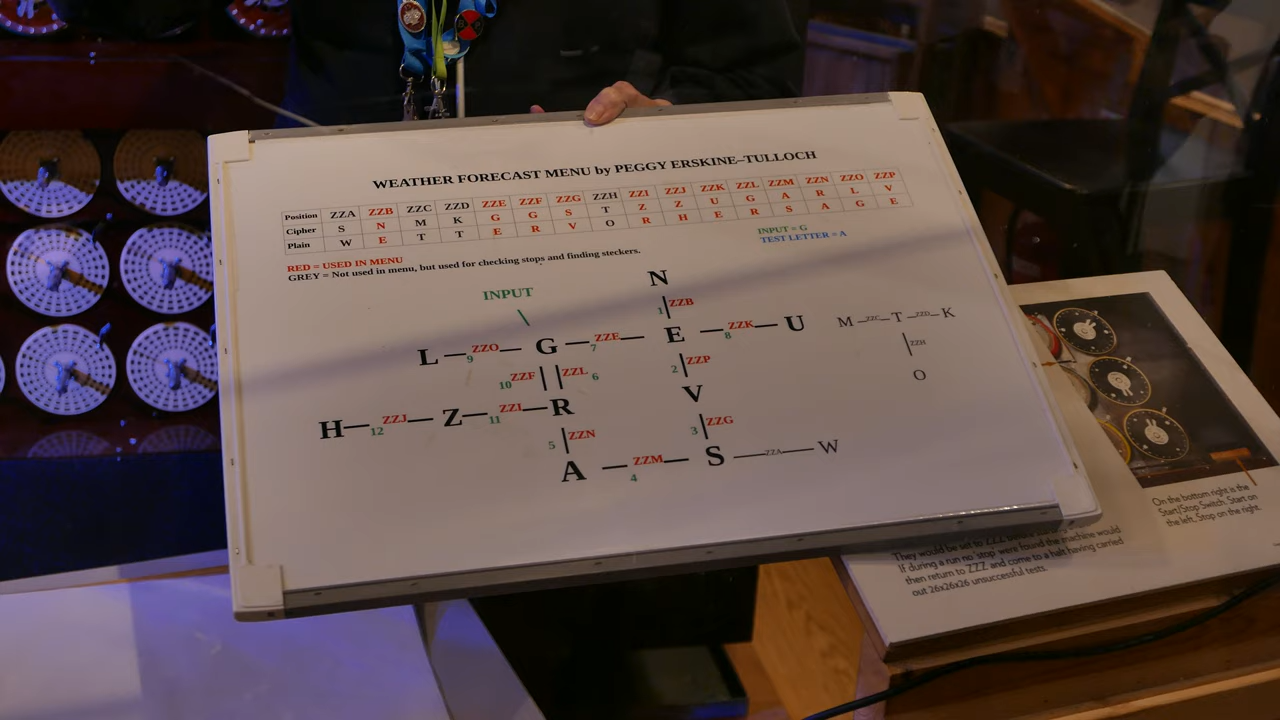 WEATHER FORECAST MENU by PEGGY ERSKINE–TULLOCH
Position ZZA ZZB ZZC ZZD ZZE ZZF ZZG ZZH ZZI ZZJ ZZK ZZL ZZM ZZN ZZO ZZP
Cipher S N M K G G S T Z Z U G A R L V
Plain W E T T E R V O R H E R S A G E
INPUT = G
TEST LETTER = A
RED = USED IN MENU
GREY = Not used in menu, but used for checking stops and finding steckers.
INPUT
N
1 ZZB
L ZZO 9 G ZZE 7 E ZZK 8 U M ZZC T ZZD K
10 ZZF ZZL 6 2 ZZP ZZH
V O
H ZZJ 12 Z ZZI 11 R
5 ZZN 3 ZZG
A ZZM 4 S ZZA W
On the bottom right is the
Start/Stop Switch. Start on
the left. Stop on the right.
They would be set to ZZZ
If during a run no 'stop' were found the machine would
then return to ZZZ and come to a halt having carried
out 26x26x26 unsuccessful tests.